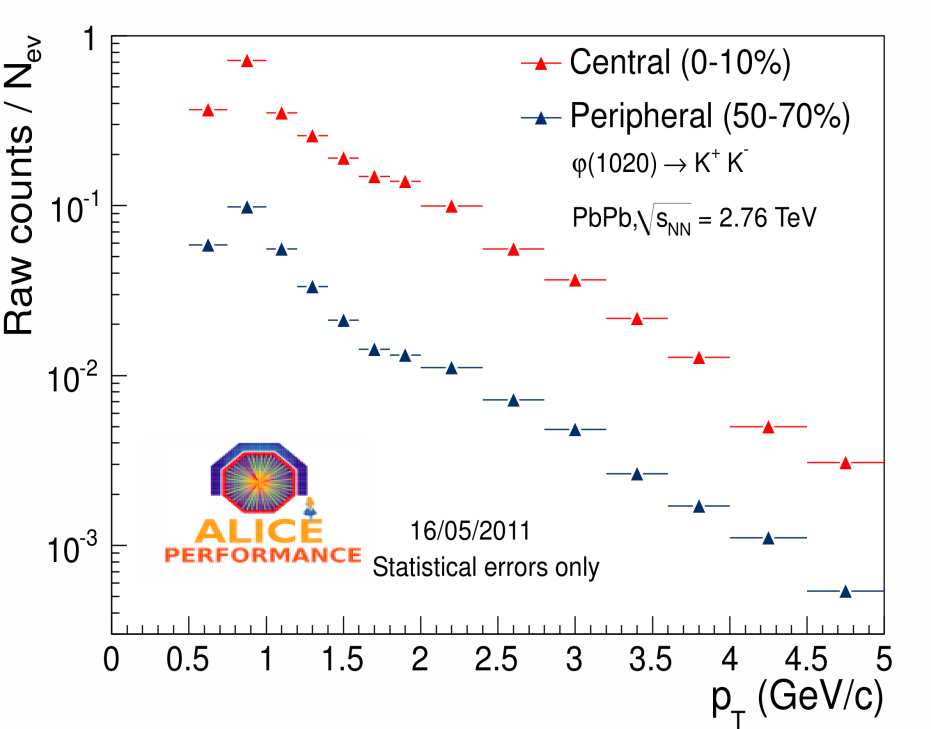 Raw counts / N_ev
1
10^-1
10^-2
10^-3
Central (0-10%)
Peripheral (50-70%)
φ(1020) → K^+ K^-
PbPb, √s_NN = 2.76 TeV
ALICE
PERFORMANCE
16/05/2011
Statistical errors only
0 0.5 1 1.5 2 2.5 3 3.5 4 4.5 5
p_T (GeV/c)